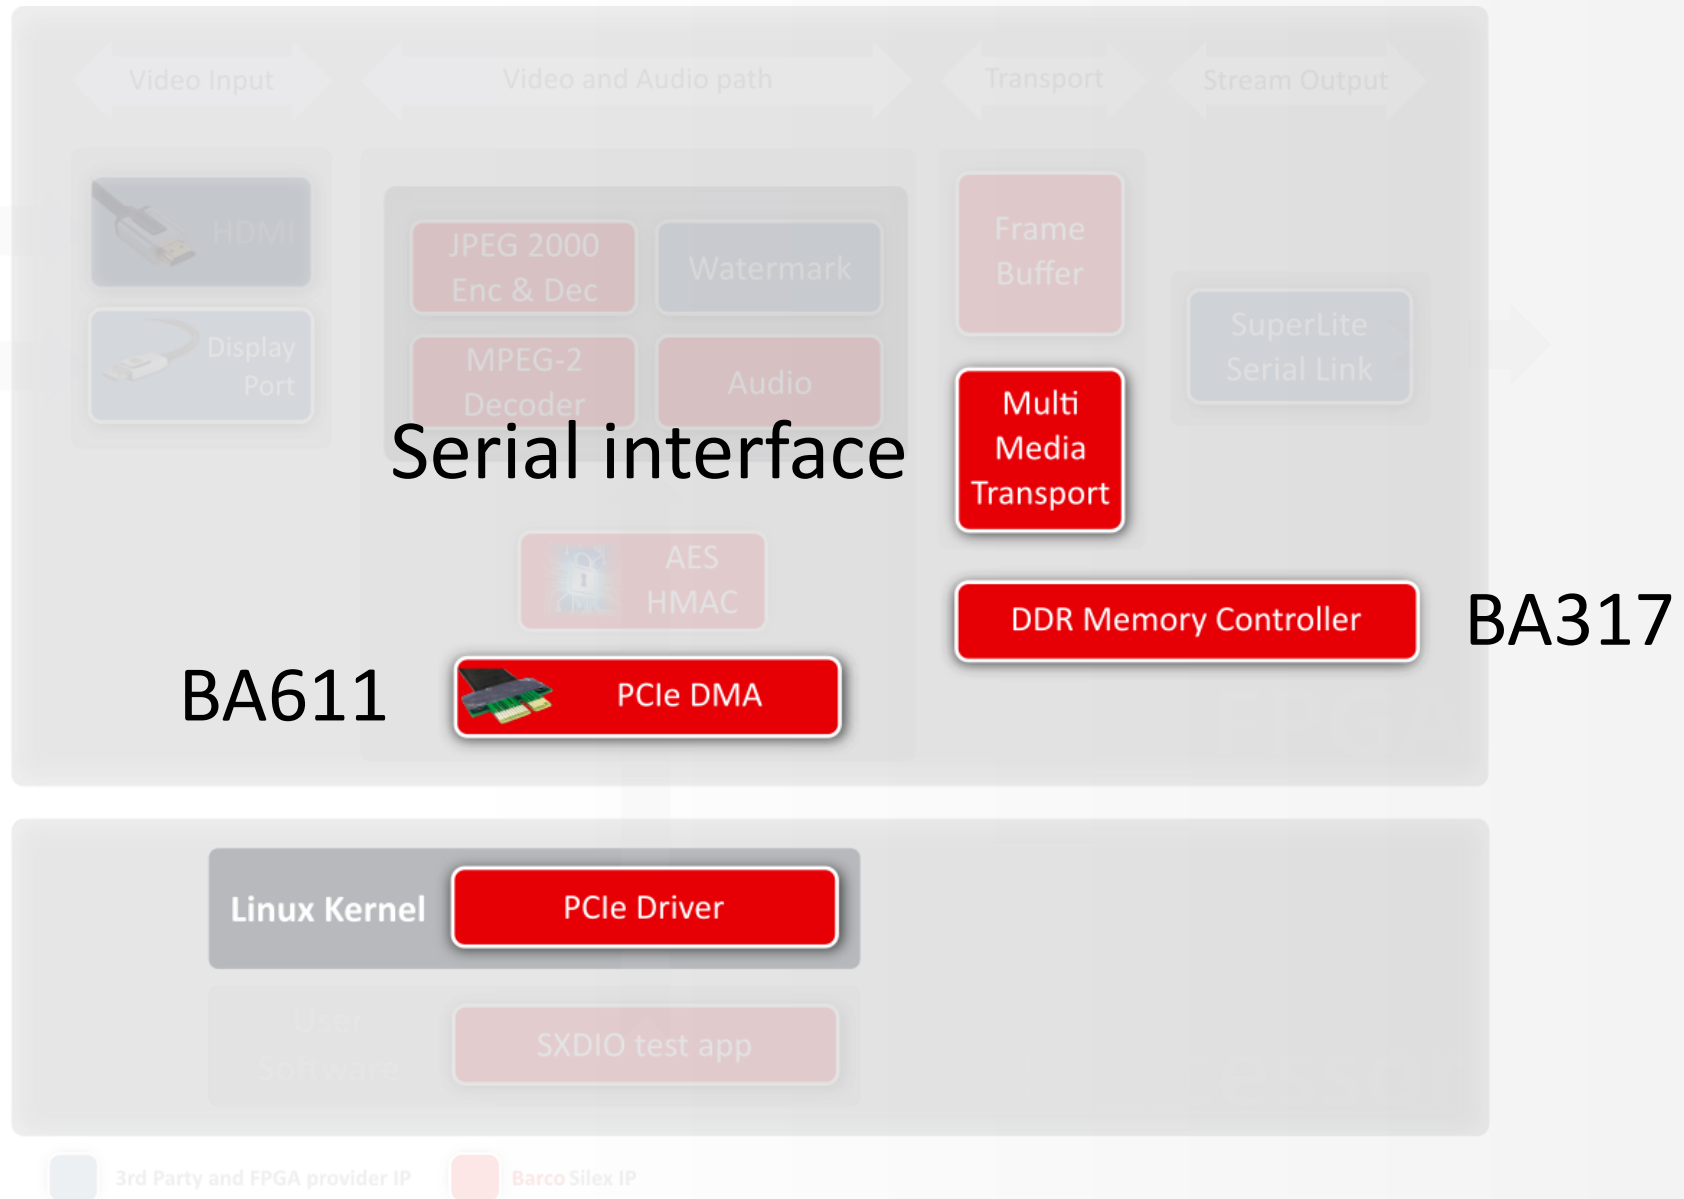 Video Input
Video and Audio path
Transport
Stream Output
HDMI
Display
Port
JPEG 2000
Enc & Dec
Watermark
MPEG-2
Decoder
Audio
Serial interface
Frame
Buffer
Multi
Media
Transport
SuperLite
Serial Link
AES
HMAC
DDR Memory Controller
BA317
BA611
PCIe DMA
FPGA
Linux Kernel
PCIe Driver
User
Software
SXDIO test app
3rd Party and FPGA provider IP
Barco Silex IP